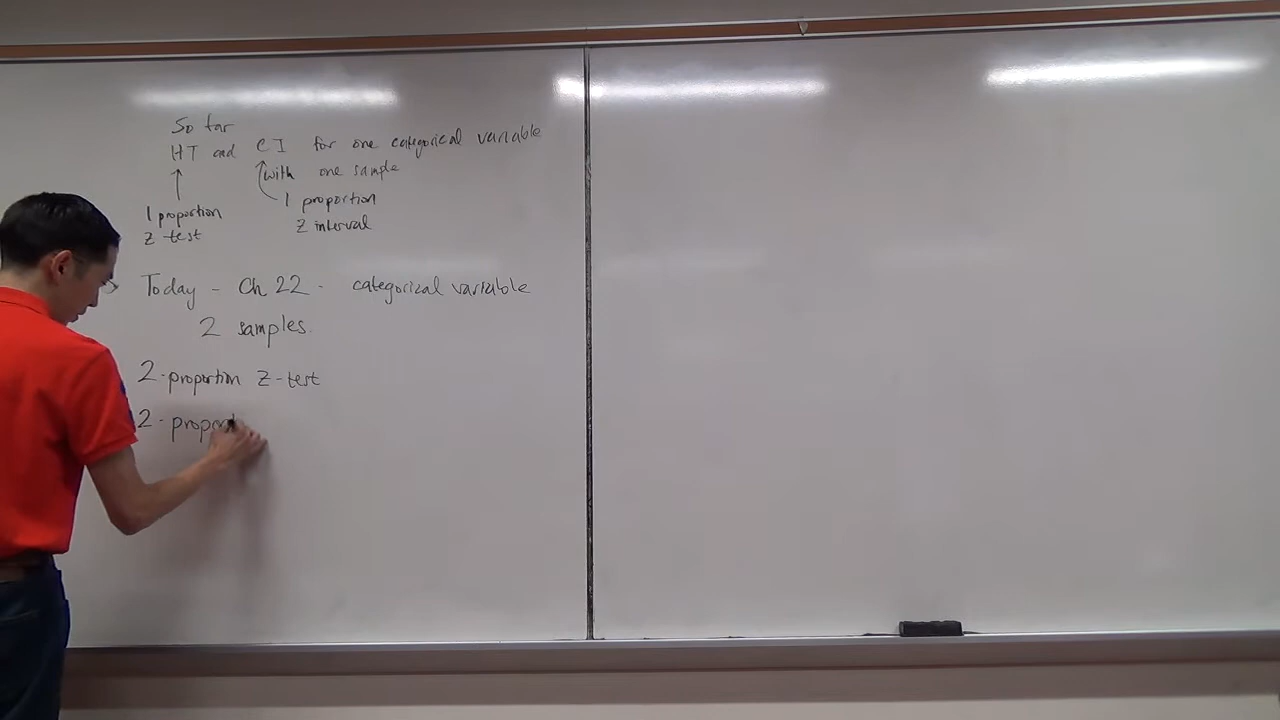 So far
HT and CI for one categorical variable
with one sample
1 proportion
z interval
1 proportion
z test
Today - Ch 22 - categorical variable
2 samples.
2-proportion z-test
2-propor